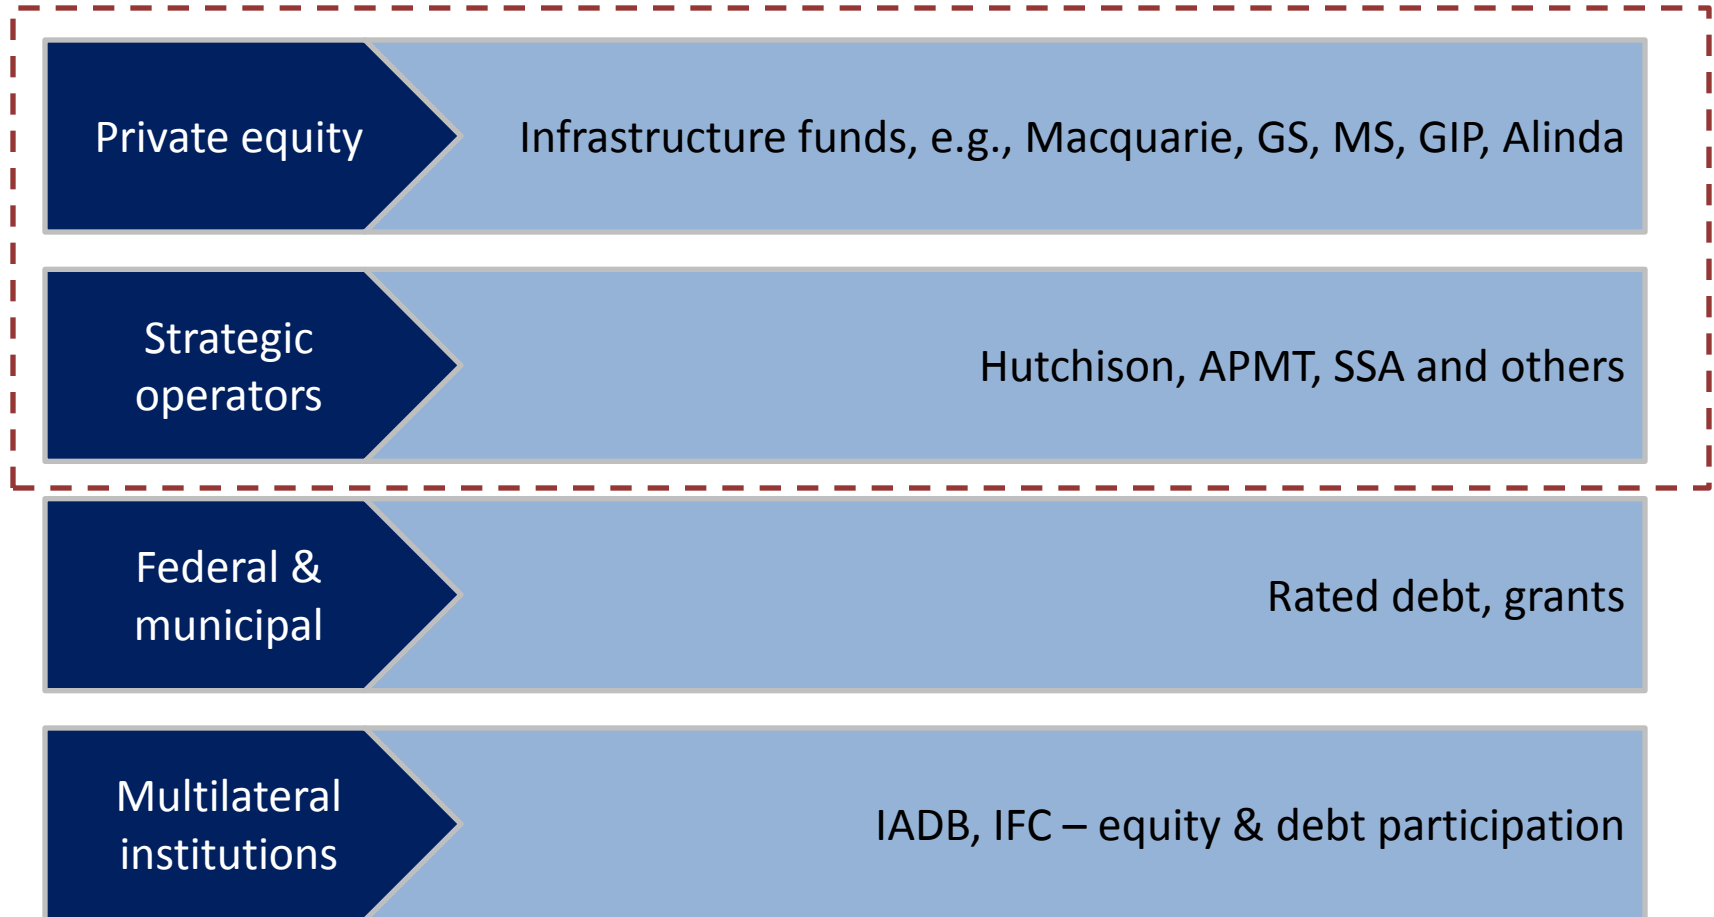 Private equity
Infrastructure funds, e.g., Macquarie, GS, MS, GIP, Alinda
Strategic
operators
Hutchison, APMT, SSA and others
Federal &
municipal
Rated debt, grants
Multilateral
institutions
IADB, IFC – equity & debt participation